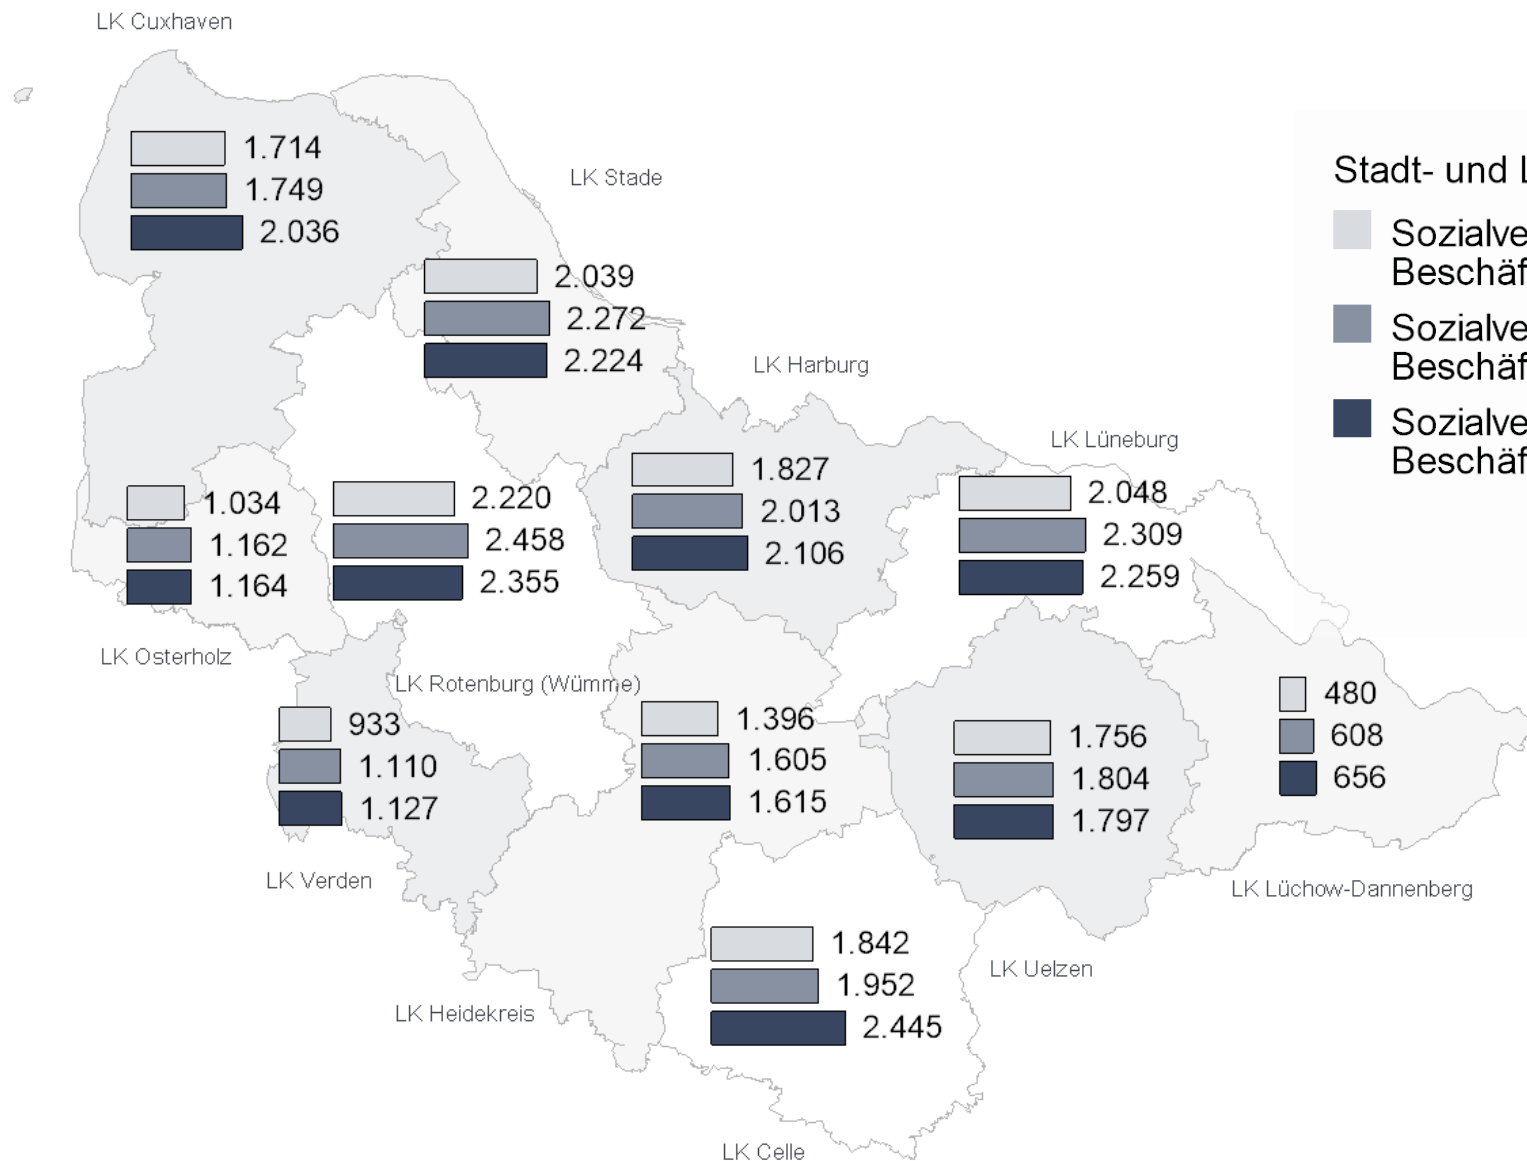 LK Cuxhaven
1.714
1.749
2.036
LK Stade
2.039
2.272
2.224
LK Harburg
1.827
2.013
2.106
LK Lüneburg
2.048
2.309
2.259
1.034
1.162
1.164
LK Osterholz
2.220
2.458
2.355
LK Rotenburg (Wümme)
933
1.110
1.127
LK Verden
1.396
1.605
1.615
LK Heidekreis
1.756
1.804
1.797
LK Uelzen
480
608
656
LK Lüchow-Dannenberg
1.842
1.952
2.445
LK Celle
Stadt- und
Sozialve
Beschäf
Sozialve
Beschäf
Sozialve
Beschäf